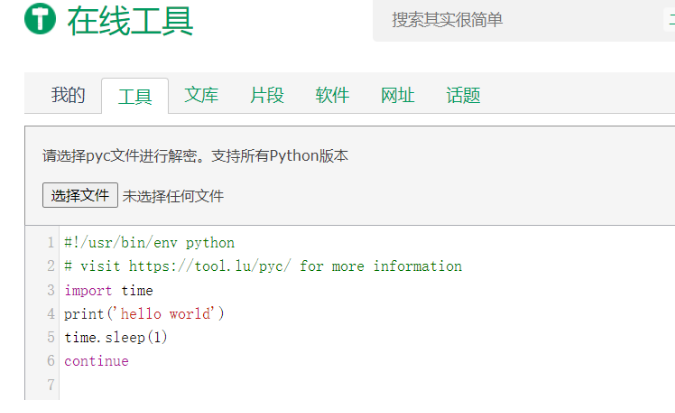 在线工具
搜索其实很简单
我的 工具 文库 片段 软件 网址 话题
请选择pyc文件进行解密。支持所有Python版本
选择文件 未选择任何文件
1 #!/usr/bin/env python
2 # visit https://tool.lu/pyc/ for more information
3 import time
4 print('hello world')
5 time.sleep(1)
6 continue
7